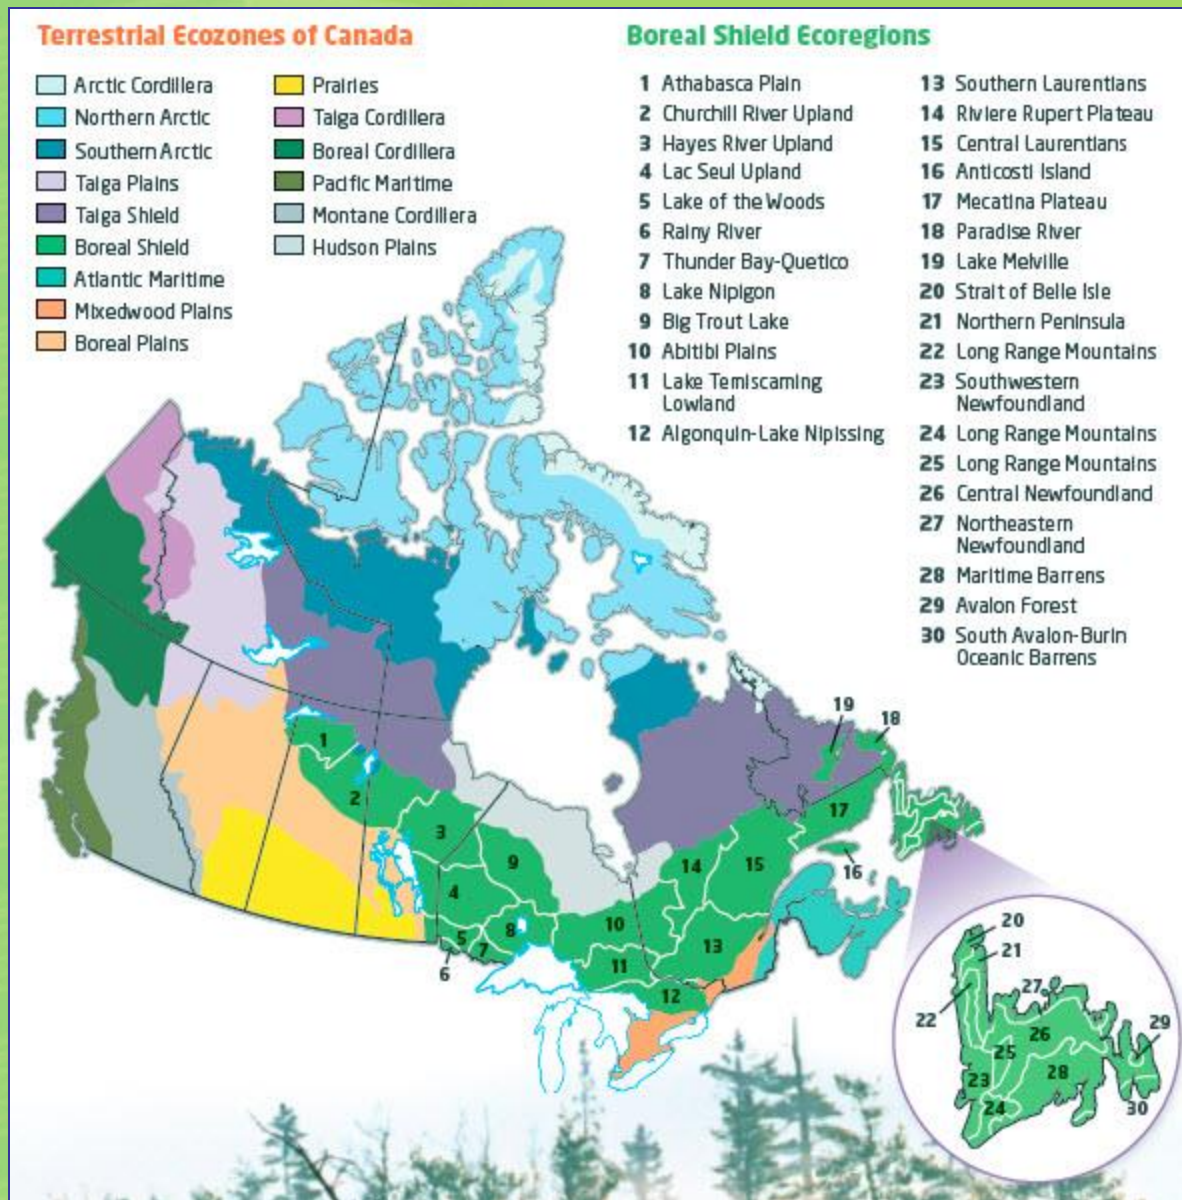 Terrestrial Ecozones of Canada
Arctic Cordillera
Northern Arctic
Southern Arctic
Taiga Plains
Taiga Shield
Boreal Shield
Atlantic Maritime
Mixedwood Plains
Boreal Plains
Prairies
Taiga Cordillera
Boreal Cordillera
Pacific Maritime
Montane Cordillera
Hudson Plains
Boreal Shield Ecoregions
1 Athabasca Plain
2 Churchill River Upland
3 Hayes River Upland
4 Lac Seul Upland
5 Lake of the Woods
6 Rainy River
7 Thunder Bay-Quetico
8 Lake Nipigon
9 Big Trout Lake
10 Abitibi Plains
11 Lake Temiscaming
Lowland
12 Algonquin-Lake Nipissing
13 Southern Laurentians
14 Riviere Rupert Plateau
15 Central Laurentians
16 Anticosti Island
17 Mecatina Plateau
18 Paradise River
19 Lake Melville
20 Strait of Belle Isle
21 Northern Peninsula
22 Long Range Mountains
23 Southwestern
Newfoundland
24 Long Range Mountains
25 Long Range Mountains
26 Central Newfoundland
27 Northeastern
Newfoundland
28 Maritime Barrens
29 Avalon Forest
30 South Avalon-Burin
Oceanic Barrens
19
18
1
2
17
3
9
14
15
16
4
10
8
5
7
13
6
11
12
20
21
27
22
29
26
25
28
23
24
30